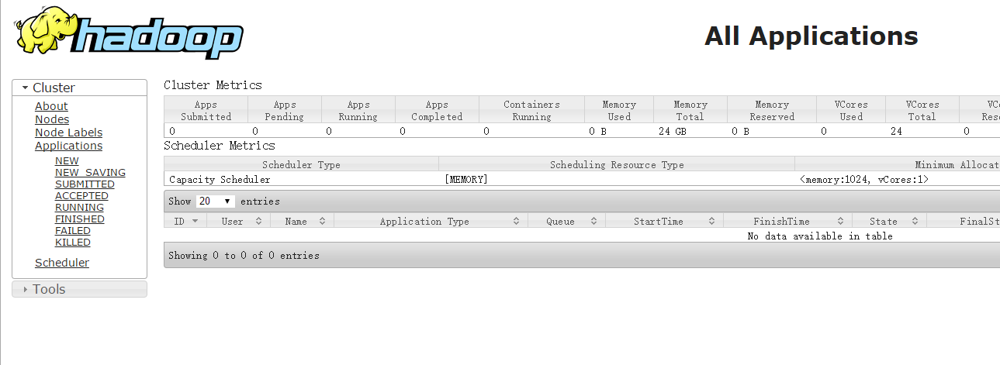 hadoop
All Applications
Cluster
About
Nodes
Node Labels
Applications
NEW
NEW_SAVING
SUBMITTED
ACCEPTED
RUNNING
FINISHED
FAILED
KILLED
Scheduler
Tools
Cluster Metrics
Apps Submitted Apps Pending Apps Running Apps Completed Containers Running Memory Used Memory Total Memory Reserved VCores Used VCores Total VC Res
0 0 0 0 0 0 B 24 GB 0 B 0 24 0
Scheduler Metrics
Scheduler Type Scheduling Resource Type Minimum Allocat
Capacity Scheduler [MEMORY] <memory:1024, vCores:1>
Show 20 entries
ID User Name Application Type Queue StartTime FinishTime State FinalSt
No data available in table
Showing 0 to 0 of 0 entries